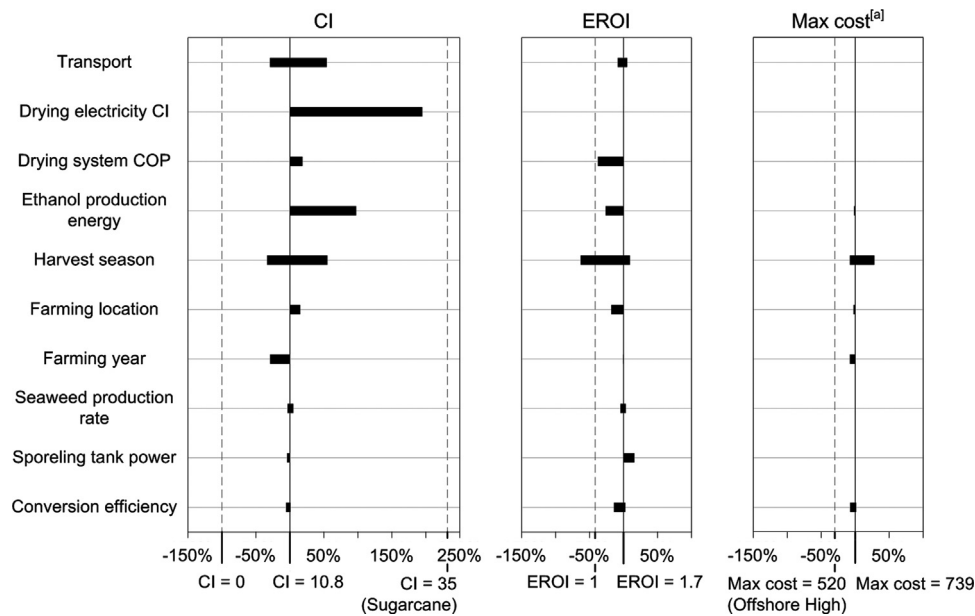 CI EROI Max cost[a]
Transport
Drying electricity CI
Drying system COP
Ethanol production
energy
Harvest season
Farming location
Farming year
Seaweed production
rate
Sporeling tank power
Conversion efficiency
-150% -50% 50% 150% 250% -150% -50% 50% -150% -50% 50%
CI = 0 CI = 10.8 CI = 35 EROI = 1 EROI = 1.7 Max cost = 520 Max cost = 739
(Sugarcane) (Offshore High)